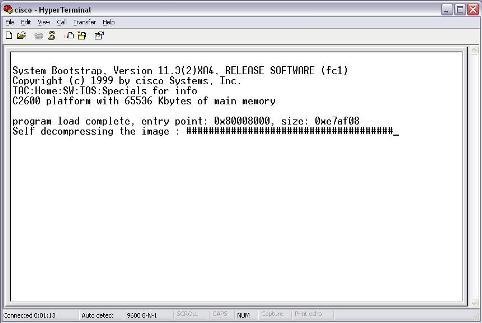 cisco - HyperTerminal
File Edit View Call Transfer Help
System Bootstrap, Version 11.3(2)XA4, RELEASE SOFTWARE (fc1)
Copyright (c) 1999 by cisco Systems, Inc.
TAC:Home:SW:IOS:Specials for info
C2600 platform with 65536 Kbytes of main memory
program load complete, entry point: 0x80008000, size: 0xe7af08
Self decompressing the image : #####################################_
Connected 0:01:13 Auto detect 9600 8-N-1 SCROLL CAPS NUM Capture Print echo